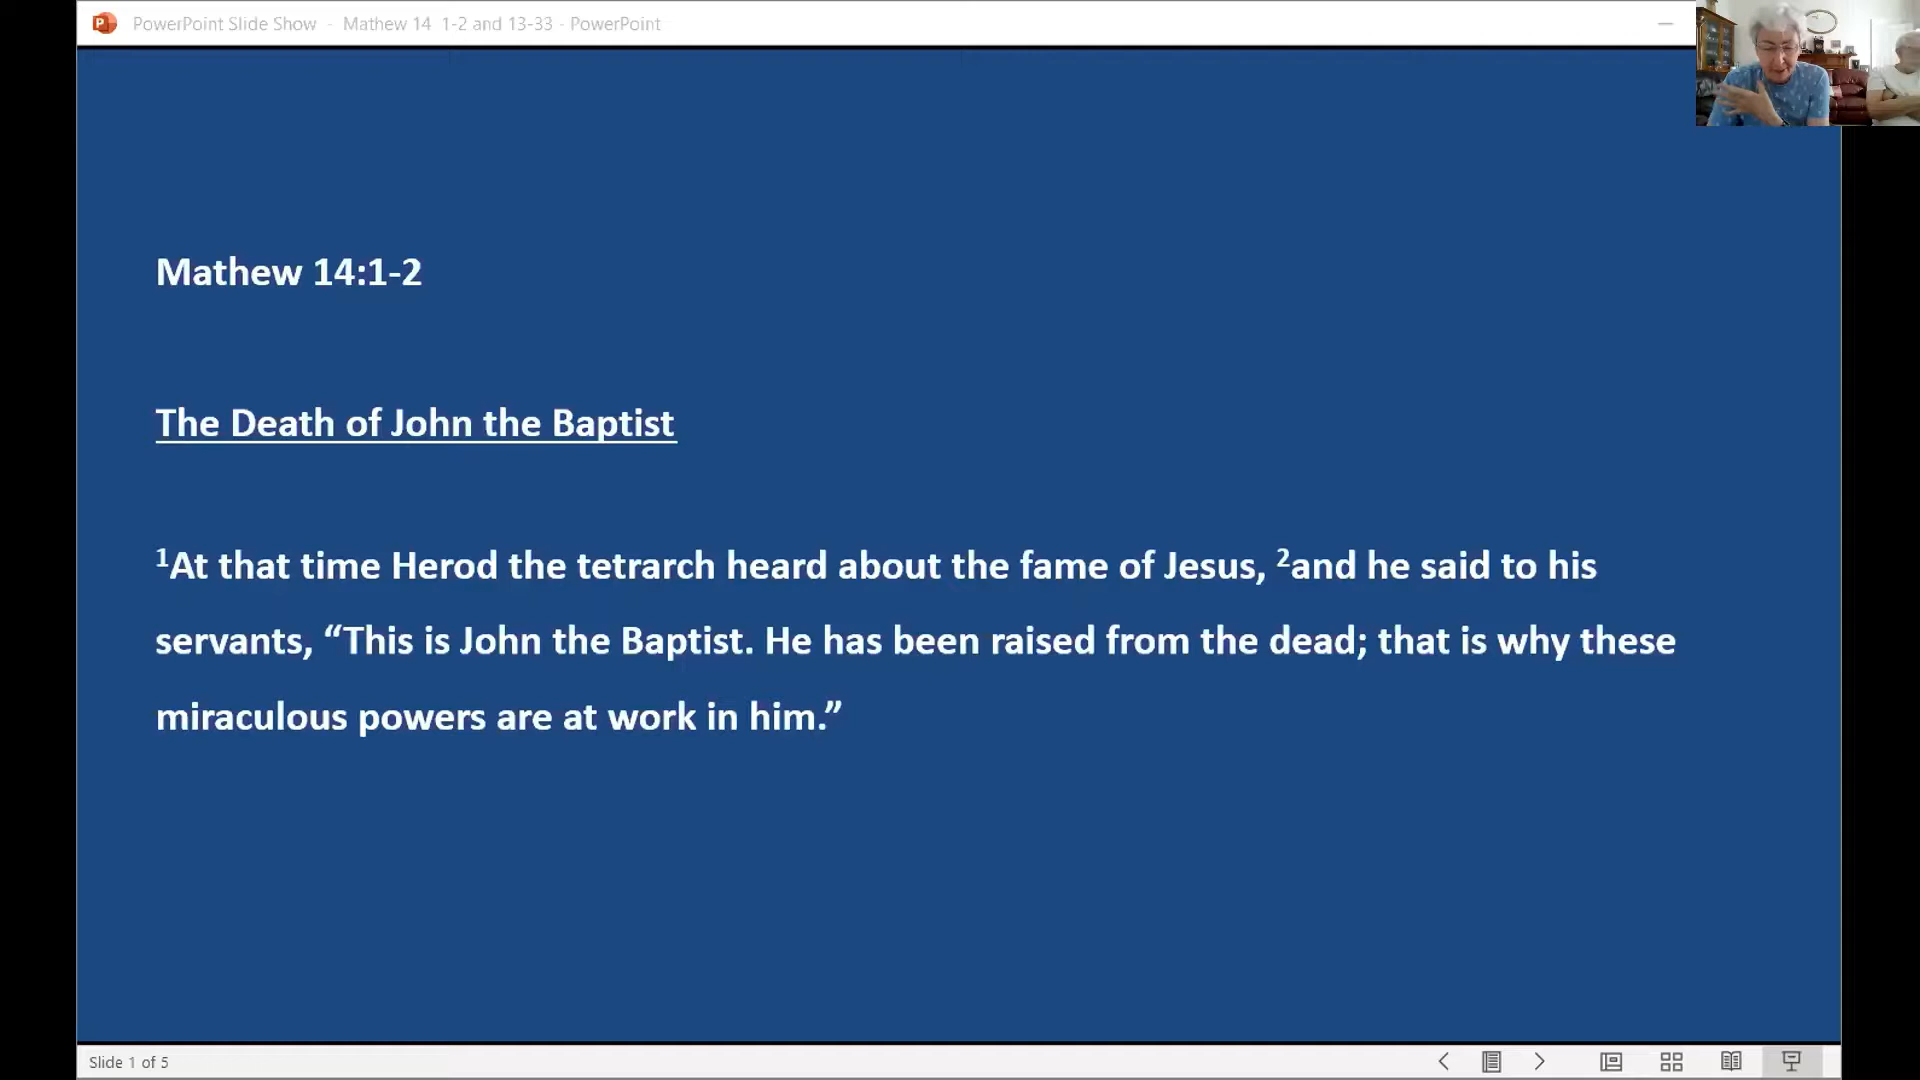 PowerPoint Slide Show - Mathew 14 1-2 and 13-33 - PowerPoint
Mathew 14:1-2
The Death of John the Baptist
1At that time Herod the tetrarch heard about the fame of Jesus, 2and he said to his
servants, “This is John the Baptist. He has been raised from the dead; that is why these
miraculous powers are at work in him.”
Slide 1 of 5